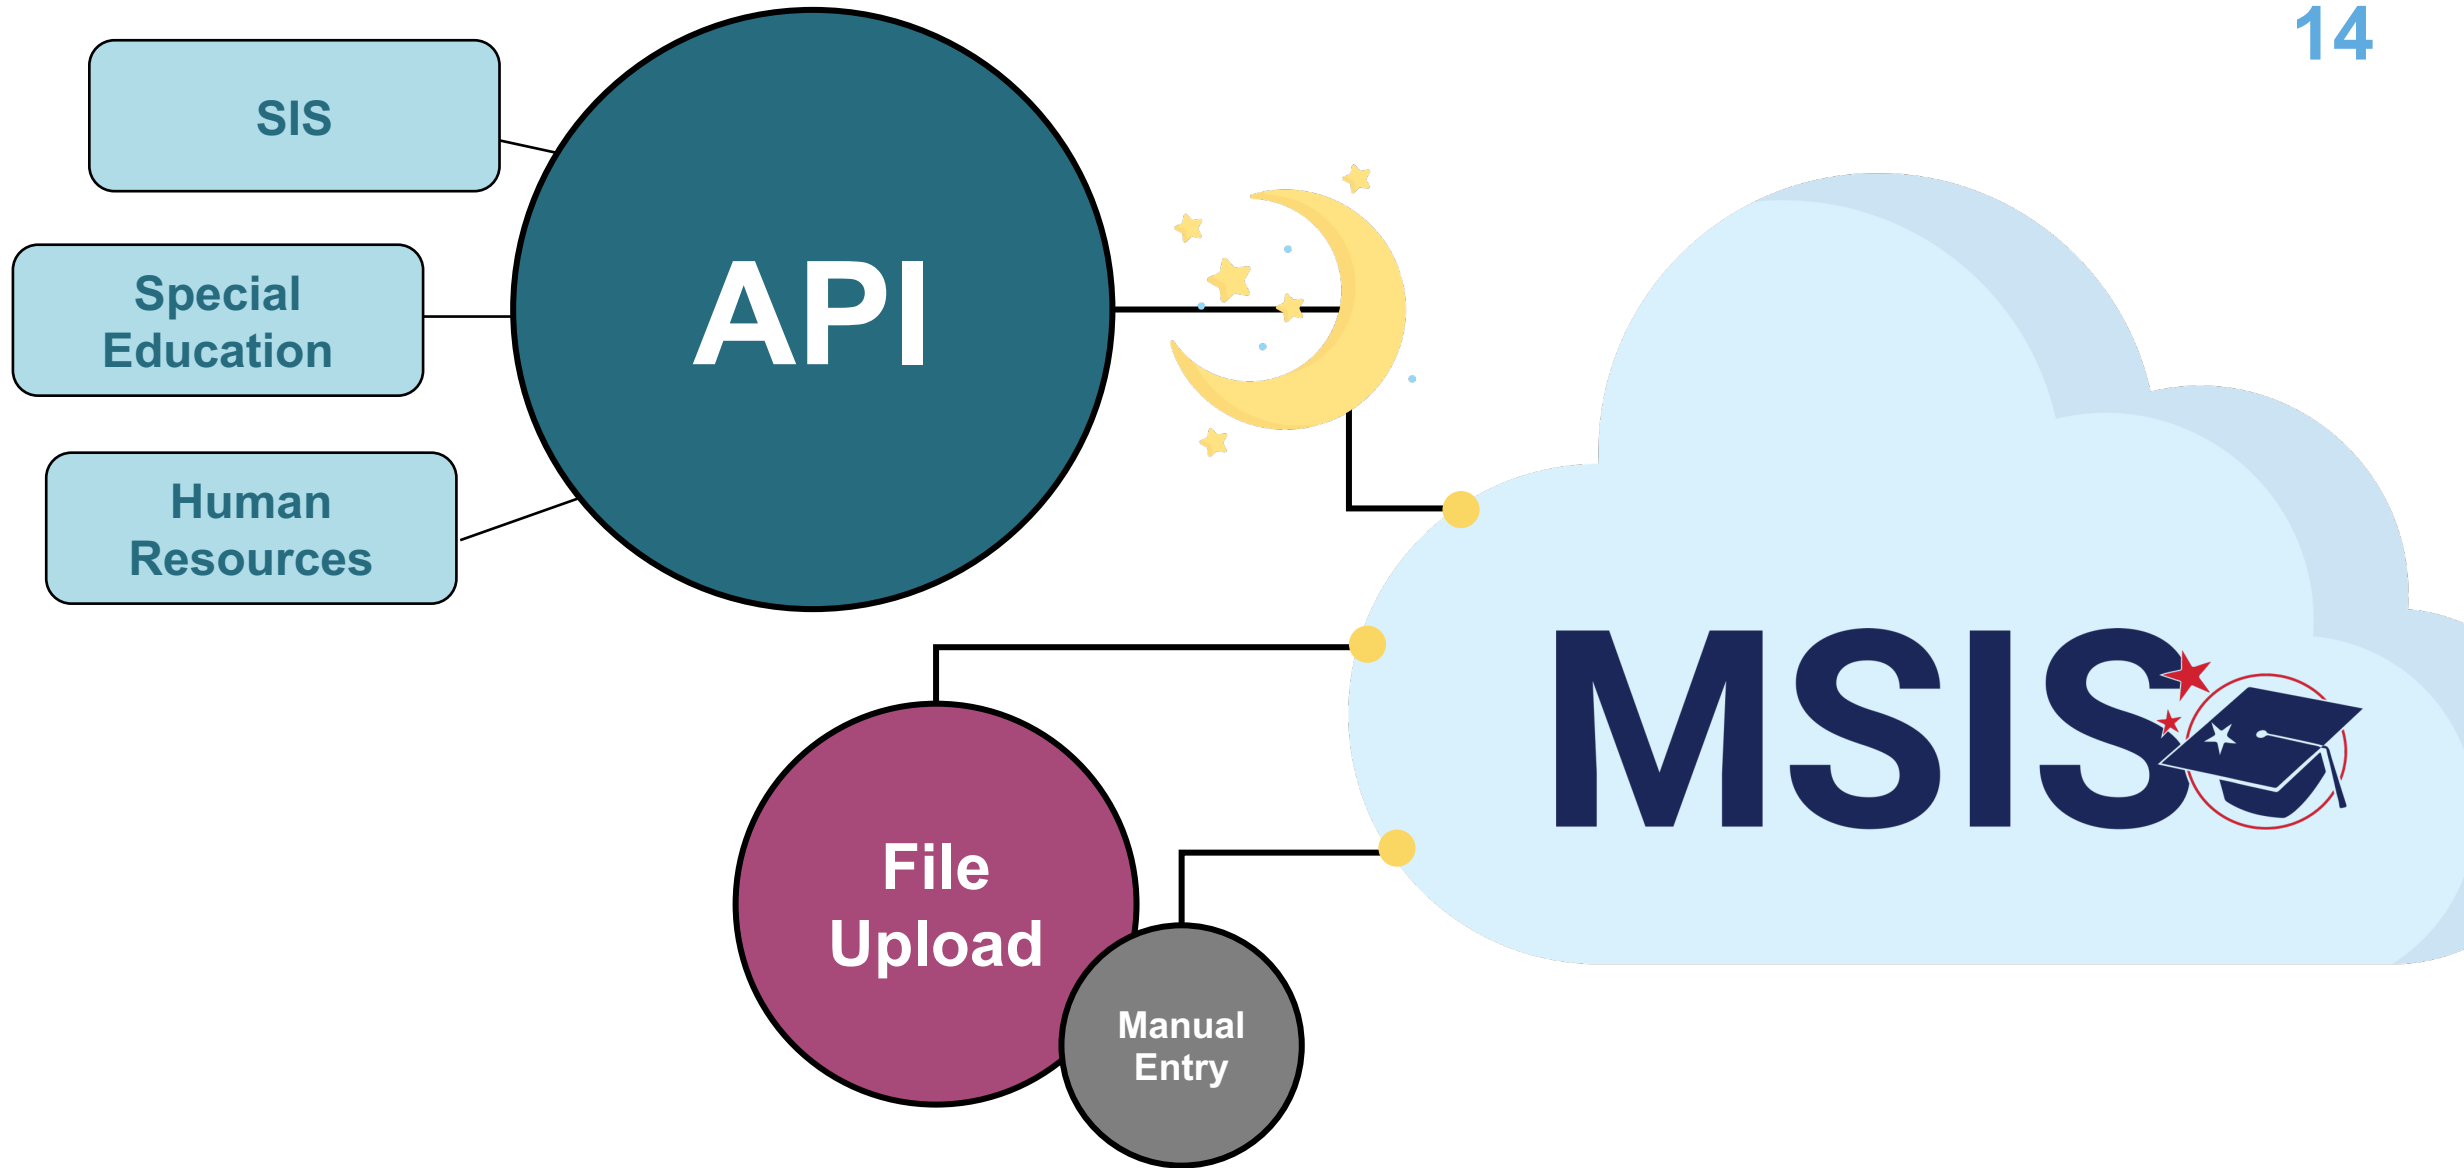 14
SIS
API
Special
Education
Human
Resources
MSIS
File
Upload
Manual
Entry